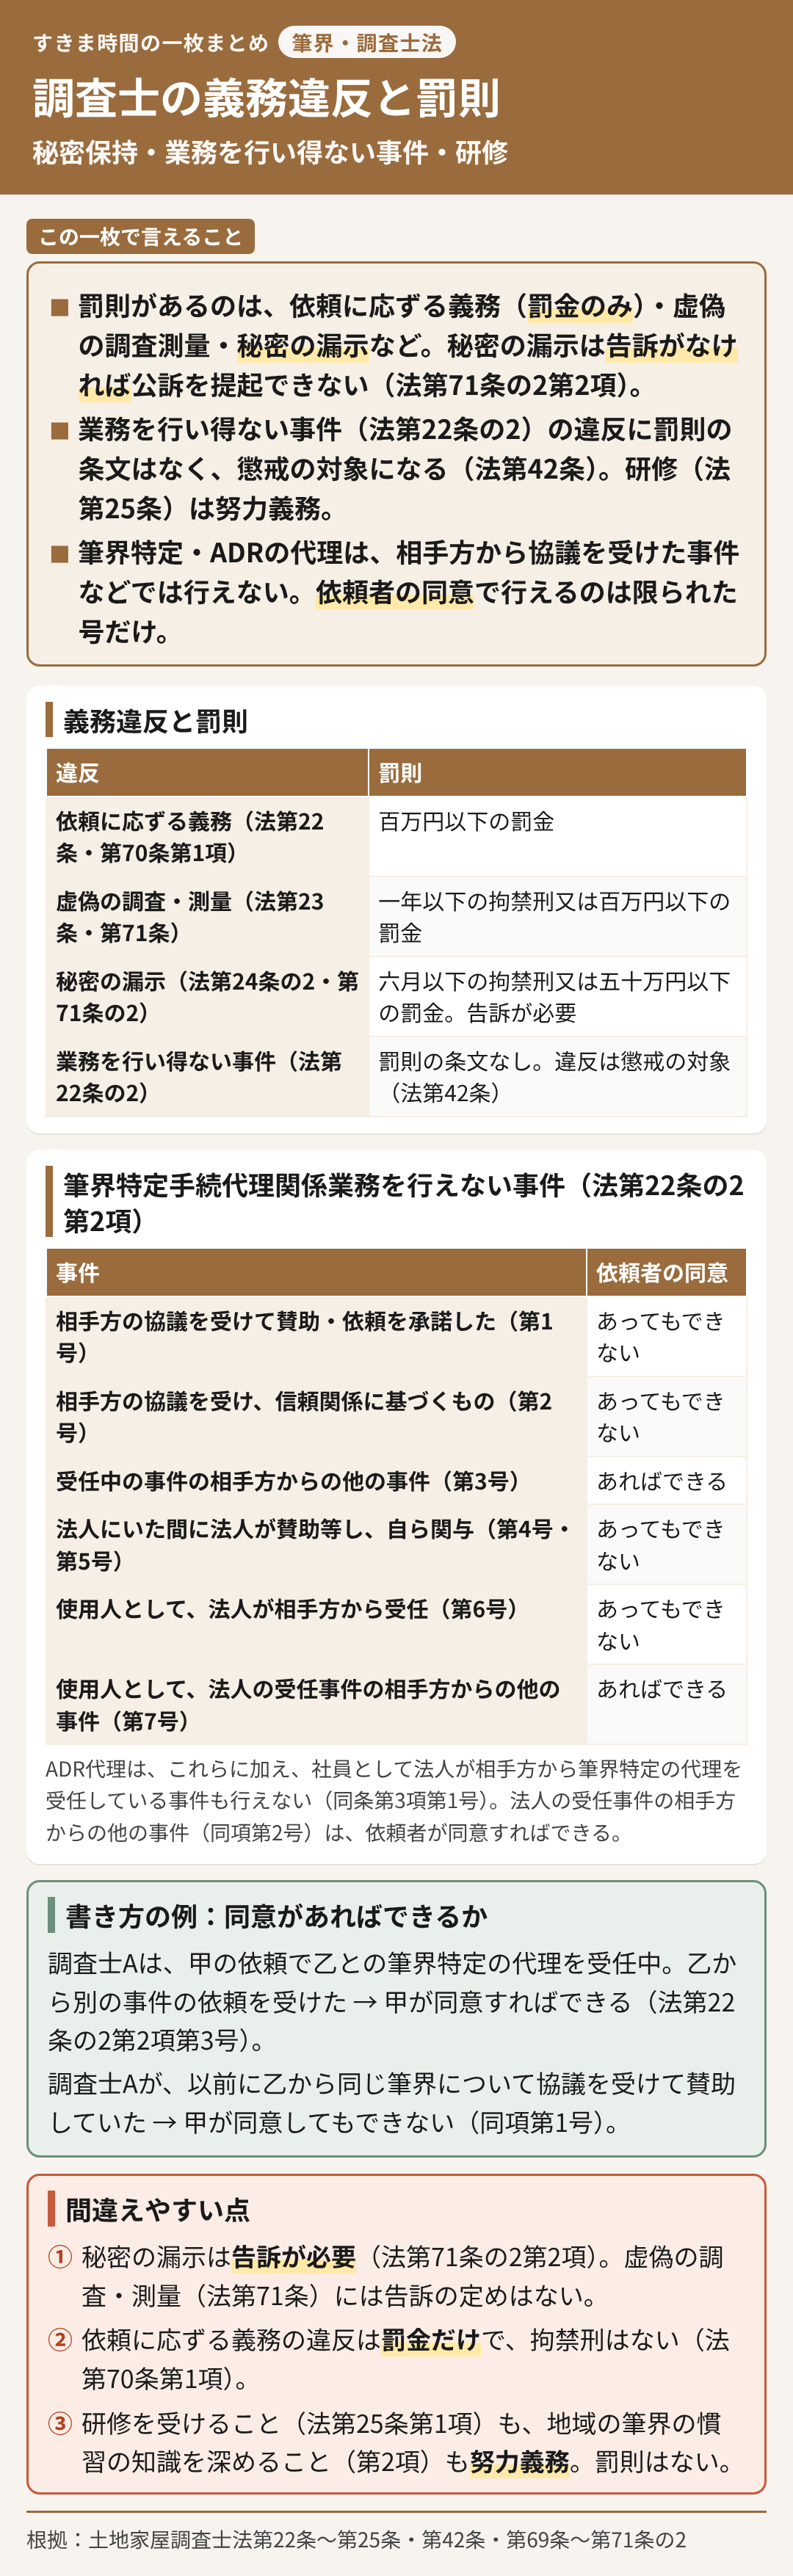 すきま時間の一枚まとめ 筆界・調査士法
調査士の義務違反と罰則
秘密保持・業務を行い得ない事件・研修
この一枚で言えること
■ 罰則があるのは、依頼に応ずる義務（罰金のみ）・虚偽
の調査測量・秘密の漏示など。秘密の漏示は告訴がなけ
れば公訴を提起できない（法第71条の2第2項）。
■ 業務を行い得ない事件（法第22条の2）の違反に罰則の
条文はなく、懲戒の対象になる（法第42条）。研修（法
第25条）は努力義務。
■ 筆界特定・ADRの代理は、相手方から協議を受けた事件
などでは行えない。依頼者の同意で行えるのは限られた
号だけ。
義務違反と罰則
違反 罰則
依頼に応ずる義務（法第22
条・第70条第1項）
百万円以下の罰金
虚偽の調査・測量（法第23
条・第71条）
一年以下の拘禁刑又は百万円以下の
罰金
秘密の漏示（法第24条の2・第
71条の2）
六月以下の拘禁刑又は五十万円以下
の罰金。告訴が必要
業務を行い得ない事件（法第
22条の2）
罰則の条文なし。違反は懲戒の対象
（法第42条）
筆界特定手続代理関係業務を行えない事件（法第22条の2
第2項）
事件 依頼者の同意
相手方の協議を受けて賛助・依頼を承諾した（第1
号）
あってもでき
ない
相手方の協議を受け、信頼関係に基づくもの（第2
号）
あってもでき
ない
受任中の事件の相手方からの他の事件（第3号） あればできる
法人にいた間に法人が賛助等し、自ら関与（第4号・
第5号）
あってもでき
ない
使用人として、法人が相手方から受任（第6号）
あってもでき
ない
使用人として、法人の受任事件の相手方からの他の
事件（第7号）
あればできる
ADR代理は、これらに加え、社員として法人が相手方から筆界特定の代理を
受任している事件も行えない（同条第3項第1号）。法人の受任事件の相手方
からの他の事件（同項第2号）は、依頼者が同意すればできる。
書き方の例：同意があればできるか
調査士Aは、甲の依頼で乙との筆界特定の代理を受任中。乙か
ら別の事件の依頼を受けた → 甲が同意すればできる（法第22
条の2第2項第3号）。
調査士Aが、以前に乙から同じ筆界について協議を受けて賛助
していた → 甲が同意してもできない（同項第1号）。
間違えやすい点
① 秘密の漏示は告訴が必要（法第71条の2第2項）。虚偽の調
査・測量（法第71条）には告訴の定めはない。
② 依頼に応ずる義務の違反は罰金だけで、拘禁刑はない（法
第70条第1項）。
③ 研修を受けること（法第25条第1項）も、地域の筆界の慣
習の知識を深めること（第2項）も努力義務。罰則はない。
根拠：土地家屋調査士法第22条〜第25条・第42条・第69条〜第71条の2